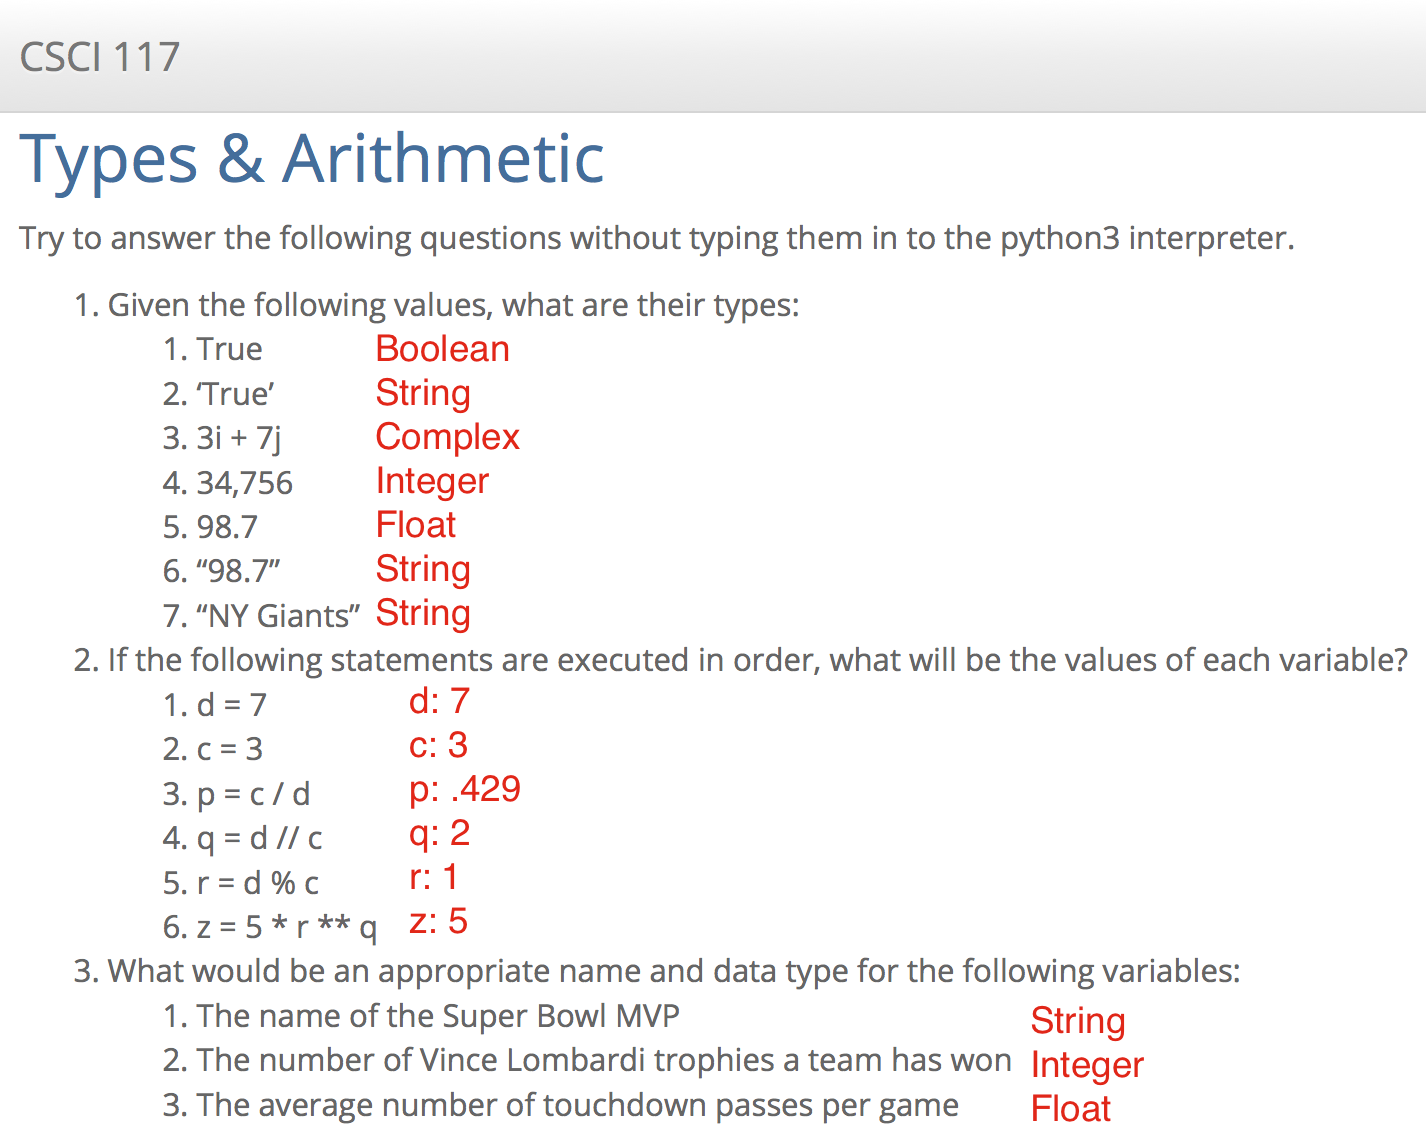 CSCI 117
Types & Arithmetic
Try to answer the following questions without typing them in to the python3 interpreter.
1. Given the following values, what are their types:
1. True Boolean
2. ‘True’ String
3. 3i + 7j Complex
4. 34,756 Integer
5. 98.7 Float
6. “98.7” String
7. “NY Giants” String
2. If the following statements are executed in order, what will be the values of each variable?
1. d = 7 d: 7
2. c = 3 c: 3
3. p = c / d p: .429
4. q = d // c q: 2
5. r = d % c r: 1
6. z = 5 * r ** q z: 5
3. What would be an appropriate name and data type for the following variables:
1. The name of the Super Bowl MVP String
2. The number of Vince Lombardi trophies a team has won Integer
3. The average number of touchdown passes per game Float